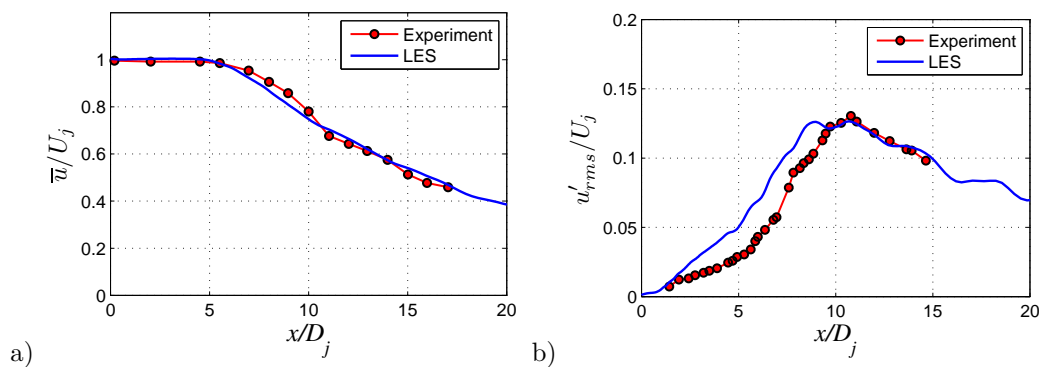 Experiment
LES
1
0.8
0.6
0.4
0.2
0
0 5 10 15 20
u̅/U_j
x/D_j
a)
Experiment
LES
0.2
0.15
0.1
0.05
0
0 5 10 15 20
u'_{rms}/U_j
x/D_j
b)